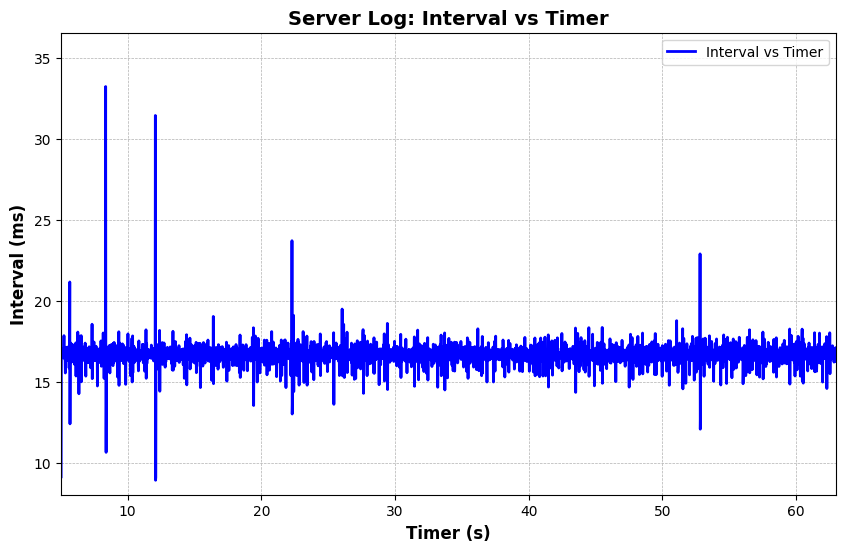 Server Log: Interval vs Timer
Interval vs Timer
35
30
25
20
15
10
Interval (ms)
10 20 30 40 50 60
Timer (s)